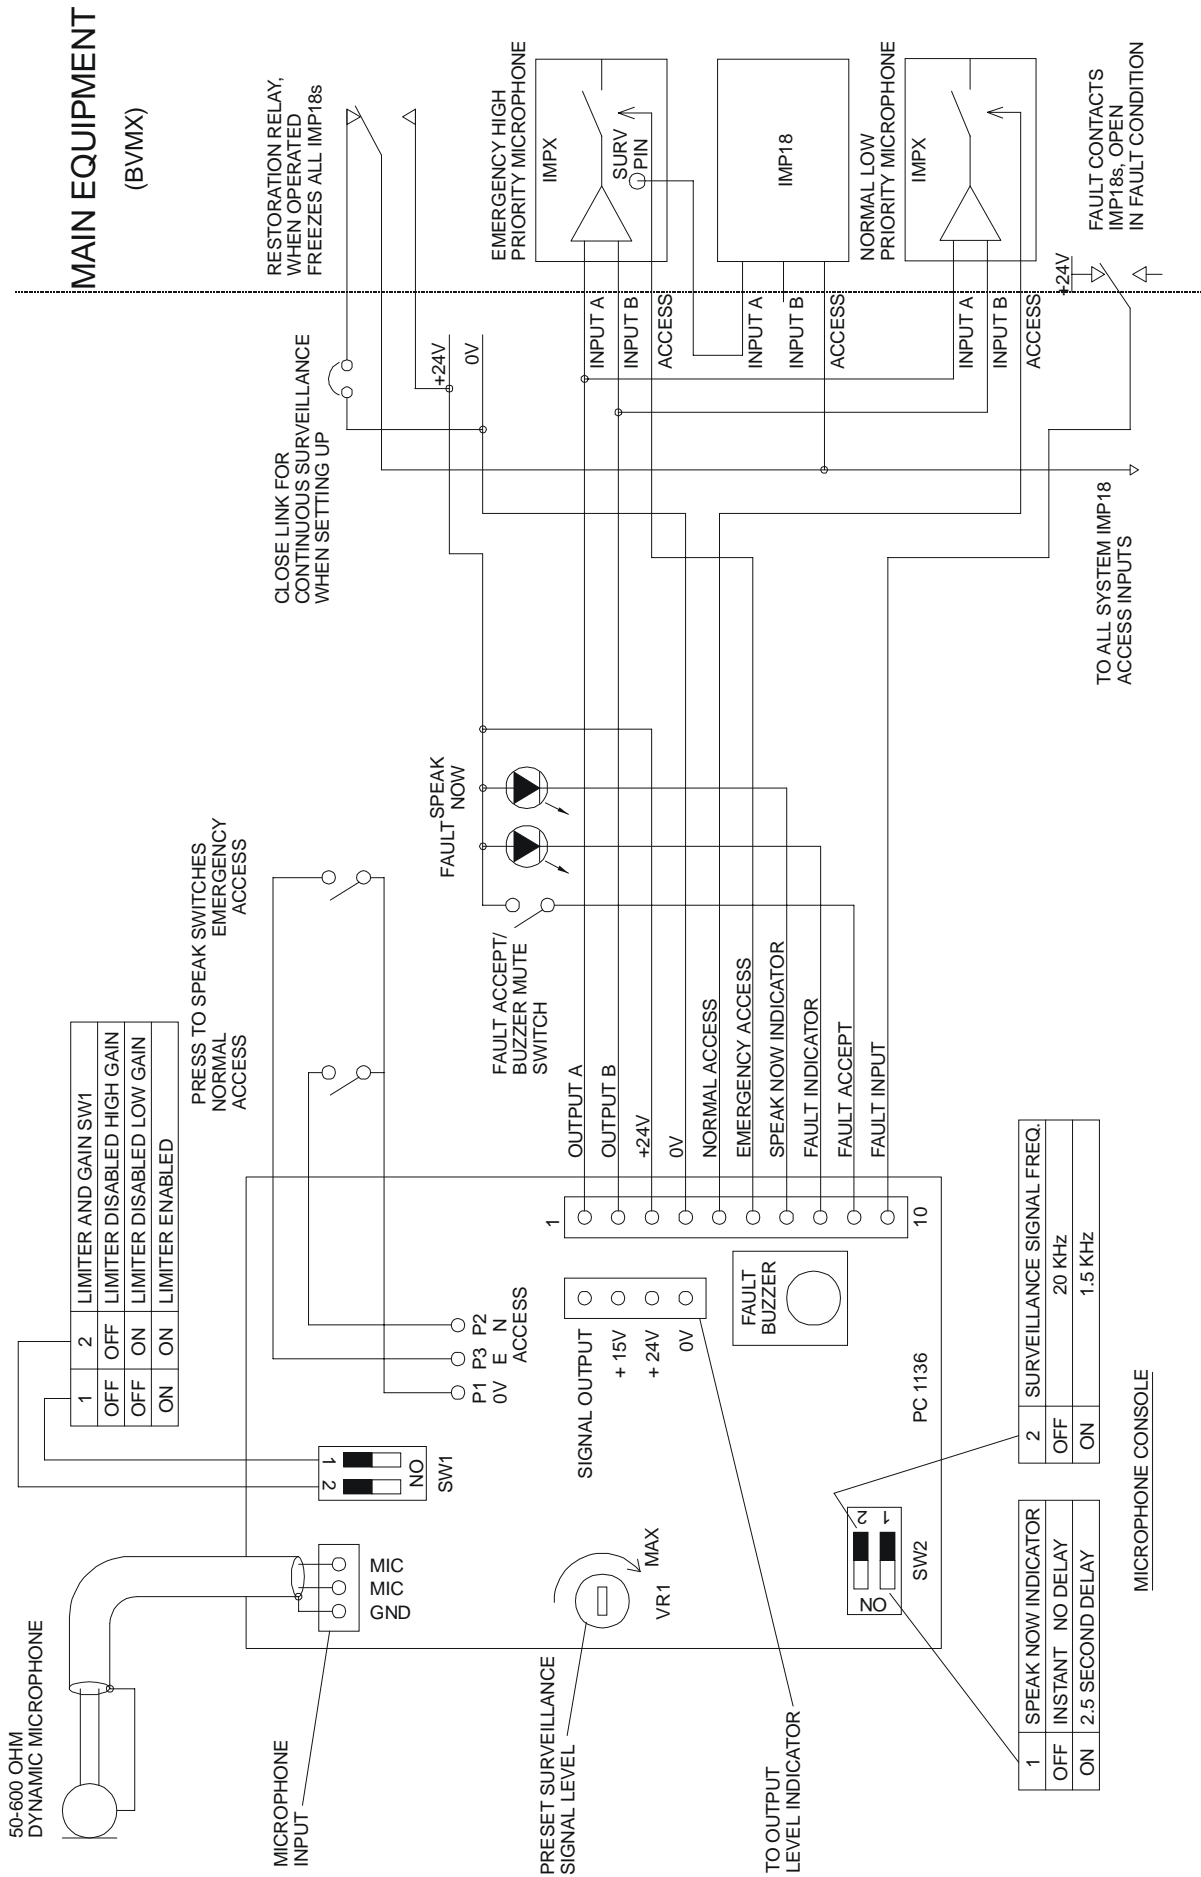 MAIN EQUIPMENT
(BVMX)
50-600 OHM
DYNAMIC MICROPHONE
1 2 LIMITER AND GAIN SW1
OFF OFF LIMITER DISABLED HIGH GAIN
OFF ON LIMITER DISABLED LOW GAIN
ON ON LIMITER ENABLED
PRESS TO SPEAK SWITCHES
NORMAL
ACCESS
EMERGENCY
ACCESS
CLOSE LINK FOR
CONTINUOUS SURVEILLANCE
WHEN SETTING UP
RESTORATION RELAY,
WHEN OPERATED
FREEZES ALL IMP18s
MICROPHONE
INPUT
MIC
MIC
GND
2 1
ON
SW1
P1 P3 P2
0V E N
ACCESS
FAULT
SPEAK
NOW
FAULT ACCEPT/
BUZZER MUTE
SWITCH
+24V
0V
EMERGENCY HIGH
PRIORITY MICROPHONE
IMPX
SURV
PIN
INPUT A
INPUT B
ACCESS
IMP18
INPUT A
INPUT B
ACCESS
NORMAL LOW
PRIORITY MICROPHONE
IMPX
INPUT A
INPUT B
ACCESS
+24V
FAULT CONTACTS
IMP18s, OPEN
IN FAULT CONDITION
TO ALL SYSTEM IMP18
ACCESS INPUTS
PRESET SURVEILLANCE
SIGNAL LEVEL
MAX
VR1
SIGNAL OUTPUT
+ 15V
+ 24V
0V
TO OUTPUT
LEVEL INDICATOR
FAULT
BUZZER
1
10
OUTPUT A
OUTPUT B
+24V
0V
NORMAL ACCESS
EMERGENCY ACCESS
SPEAK NOW INDICATOR
FAULT INDICATOR
FAULT ACCEPT
FAULT INPUT
PC 1136
2
1
ON
SW2
1 SPEAK NOW INDICATOR
OFF INSTANT NO DELAY
ON 2.5 SECOND DELAY
2 SURVEILLANCE SIGNAL FREQ.
OFF 20 KHz
ON 1.5 KHz
MICROPHONE CONSOLE